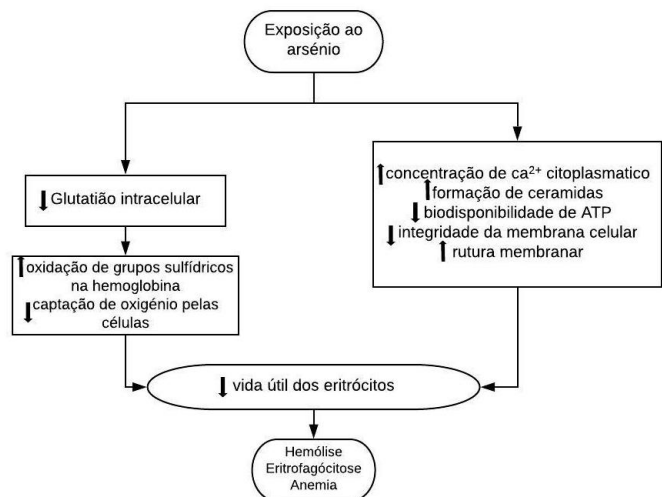 Exposição ao
arsénio
⬇ Glutatião intracelular
⬆oxidação de grupos sulfídricos
na hemoglobina
⬇captação de oxigénio pelas
células
⬆concentração de ca²⁺ citoplasmatico
⬆formação de ceramidas
⬇biodisponibilidade de ATP
⬇integridade da membrana celular
⬆rutura membranar
⬇ vida útil dos eritrócitos
Hemólise
Eritrofagócitose
Anemia